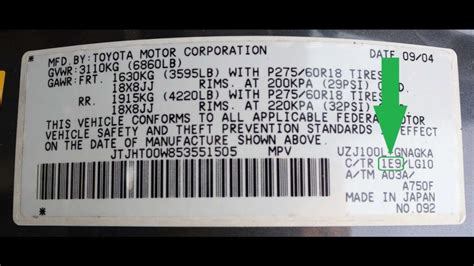 MFD.BY:TOYOTA MOTOR CORPORATION DATE 09/04
GVWR:3110KG (6860LB)
GAWR:FRT. 1630KG (3595LB) WITH P275/60R18 TIRES
18X8JJ RIMS. AT 200KPA (29PSI) COLD.
RR. 1915KG (4220LB) WITH P275/60R18 TIRES
18X8JJ RIMS. AT 220KPA (32PSI) COLD.
THIS VEHICLE CONFORMS TO ALL APPLICABLE FEDERAL MOTOR
VEHICLE SAFETY AND THEFT PREVENTION STANDARDS IN EFFECT
ON THE DATE OF MANUFACTURE SHOWN ABOVE.
JTJHT00W853551505 MPV UZJ100L-GNAGKA
C/TR 1E9/LG10
A/TM A03A/
A750F
MADE IN JAPAN
NO.092